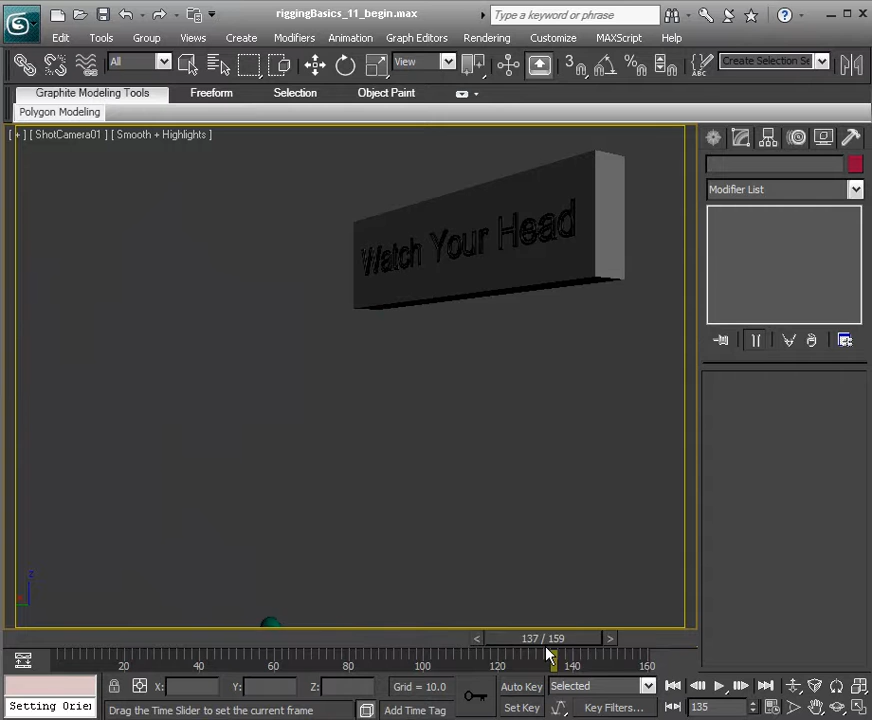 riggingBasics_11_begin.max
Type a keyword or phrase
Edit Tools Group Views Create Modifiers Animation Graph Editors Rendering Customize MAXScript Help
All View 3 Create Selection Se
Graphite Modeling Tools Freeform Selection Object Paint
Polygon Modeling
[ + ] [ ShotCamera01 ] [ Smooth + Highlights ]
Modifier List
Watch Your Head
z
< 137 / 159 >
20 40 60 80 100 120 140 160
X: Y: Z: Grid = 10.0 Auto Key Selected
Setting Orie Drag the Time Slider to set the current frame Add Time Tag Set Key Key Filters... 135